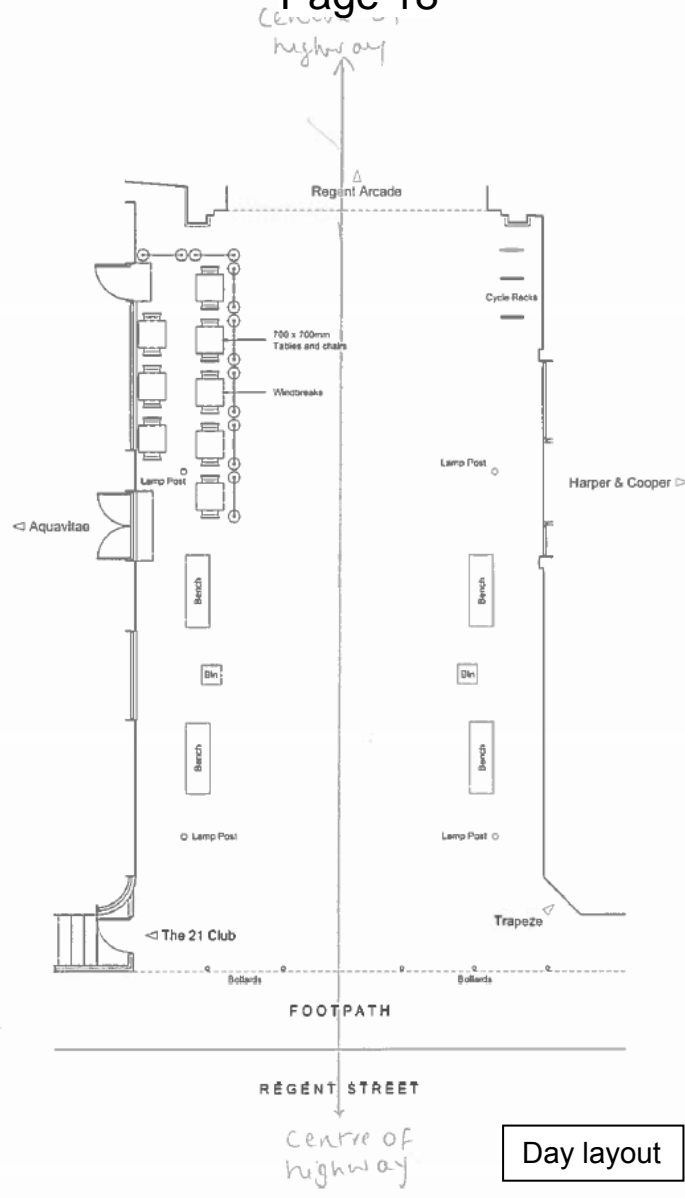 Page 18
Centre of
highway
Regent Arcade
Cycle Racks
700 x 700mm
Tables and chairs
Windbreaks
Lamp Post
Lamp Post
Harper & Cooper
Aquavitae
Bench
Bench
Bin
Bin
Bench
Bench
Lamp Post
Lamp Post
Trapeze
The 21 Club
Bollards
Bollards
FOOTPATH
REGENT STREET
Centre of
highway
Day layout